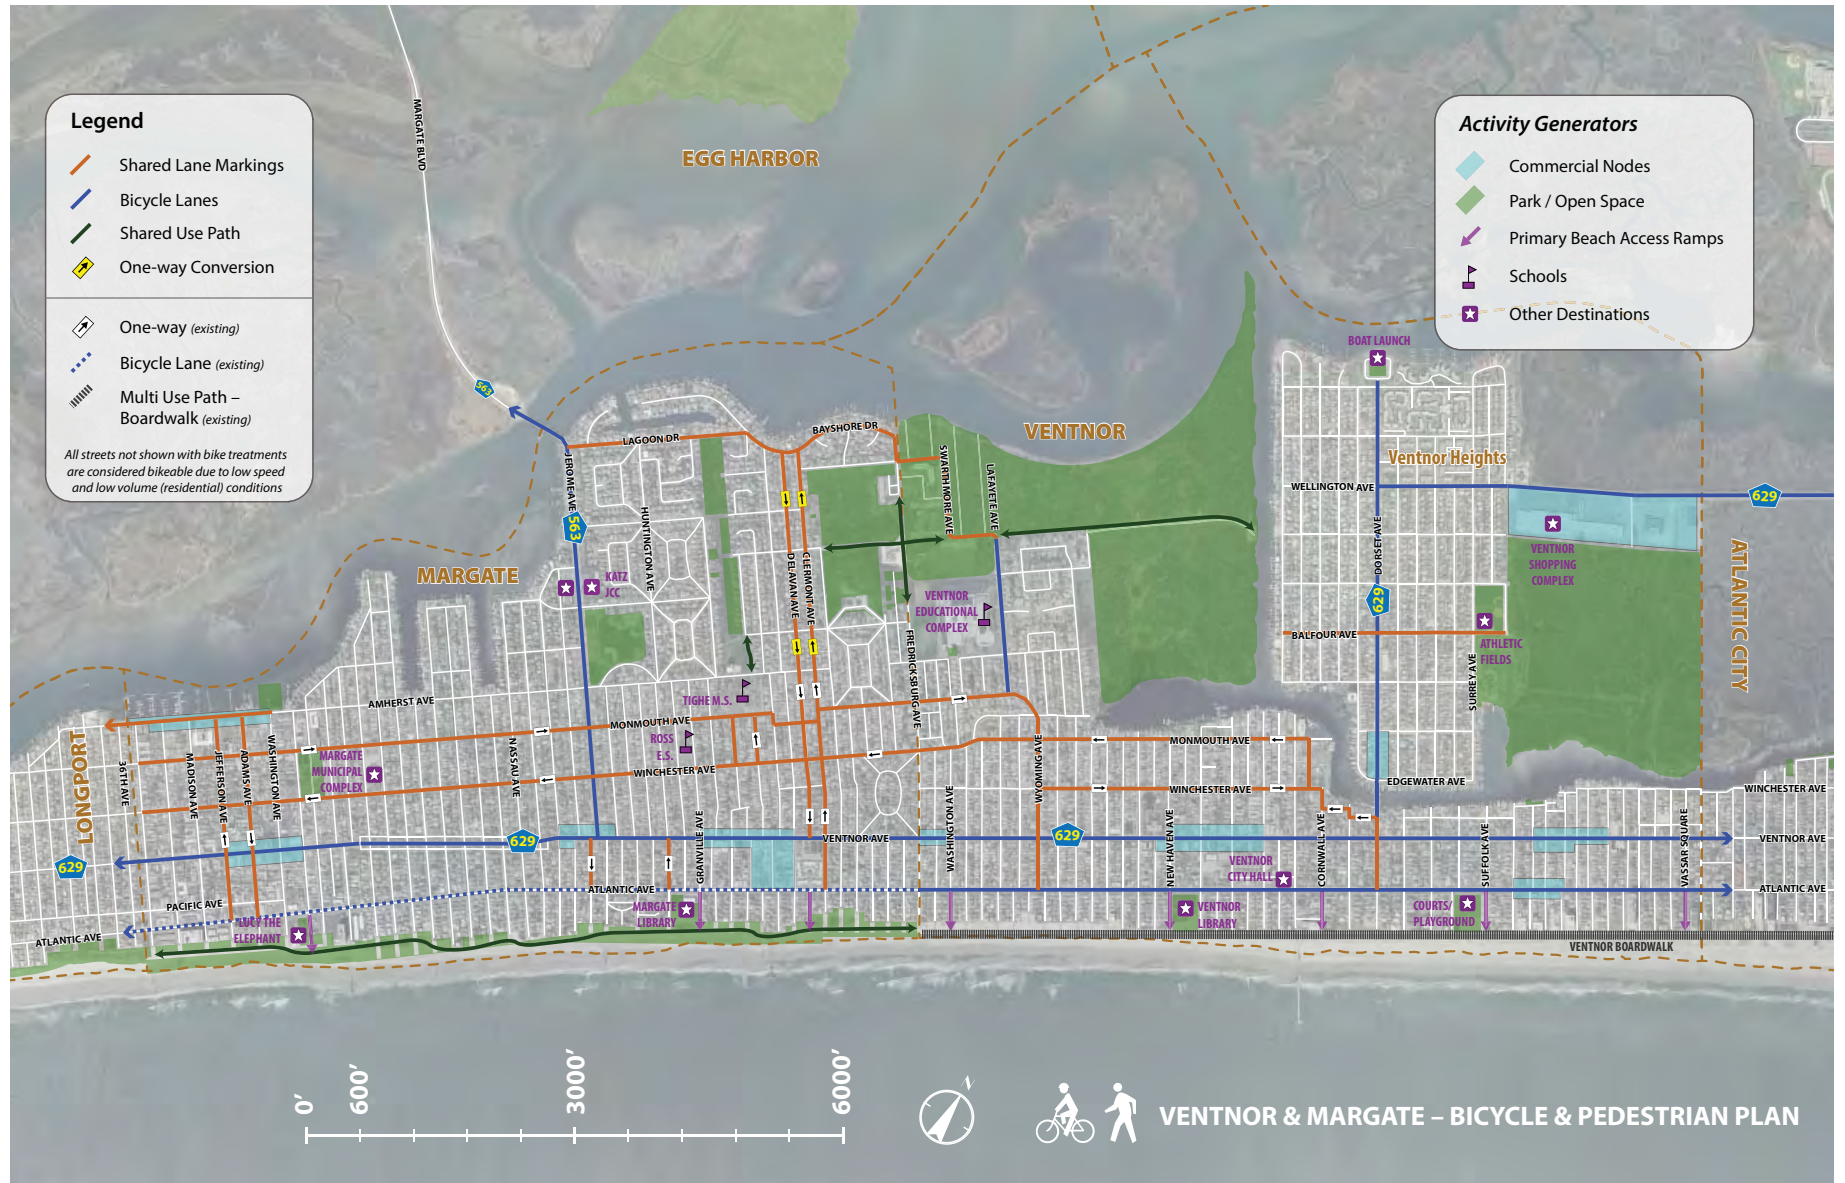 Legend
Shared Lane Markings
Bicycle Lanes
Shared Use Path
One-way Conversion
One-way (existing)
Bicycle Lane (existing)
Multi Use Path –
Boardwalk (existing)
All streets not shown with bike treatments
are considered bikeable due to low speed
and low volume (residential) conditions
Activity Generators
Commercial Nodes
Park / Open Space
Primary Beach Access Ramps
Schools
Other Destinations
MARGATE BLVD
EGG HARBOR
563
BOAT LAUNCH
LAGOON DR
BAYSHORE DR
VENTNOR
Ventnor Heights
JEROME AVE
563
HUNTINGTON AVE
SWARTHMORE AVE
LAFAYETE AVE
WELLINGTON AVE
629
DORSET AVE
VENTNOR
SHOPPING
COMPLEX
ATLANTIC CITY
MARGATE
KATZ
JCC
DELAVAN AVE
CLERMONT AVE
VENTNOR
EDUCATIONAL
COMPLEX
629
BALFOUR AVE
ATHLETIC
FIELDS
SURREY AVE
FREDRICKSBURG AVE
AMHERST AVE
TIGHE M.S.
MONMOUTH AVE
ROSS
E.S.
WINCHESTER AVE
LONGPORT
36TH AVE
MADISON AVE
JEFFERSON AVE
ADAMS AVE
WASHINGTON AVE
MARGATE
MUNICIPAL
COMPLEX
NASSAU AVE
WYOMING AVE
MONMOUTH AVE
WINCHESTER AVE
EDGEWATER AVE
WINCHESTER AVE
629
629
GRANVILLE AVE
VENTNOR AVE
WASHINGTON AVE
629
NEW HAVEN AVE
VENTNOR
CITY HALL
CORNWALL AVE
SUFFOLK AVE
VASSAR SQUARE
VENTNOR AVE
ATLANTIC AVE
ATLANTIC AVE
PACIFIC AVE
ATLANTIC AVE
LUCY THE
ELEPHANT
MARGATE
LIBRARY
VENTNOR
LIBRARY
COURTS/
PLAYGROUND
VENTNOR BOARDWALK
0'
600'
3000'
6000'
N
VENTNOR & MARGATE – BICYCLE & PEDESTRIAN PLAN